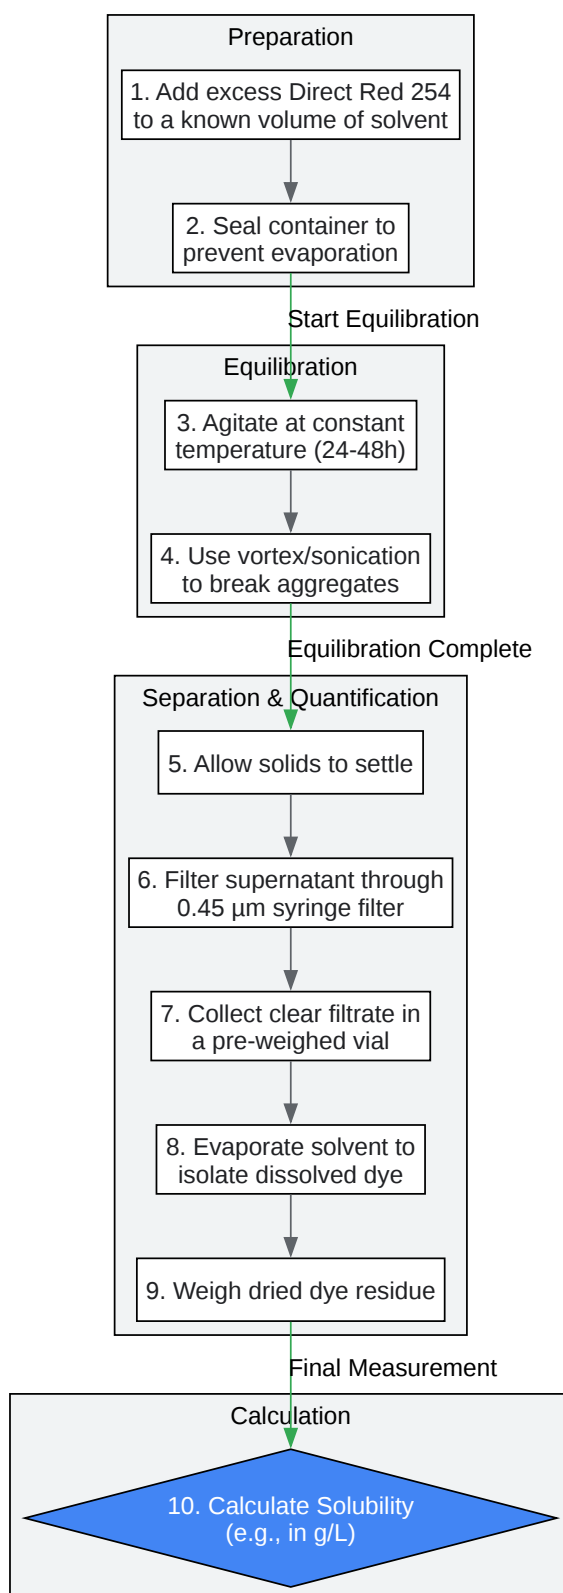 Preparation
1. Add excess Direct Red 254
to a known volume of solvent
2. Seal container to
prevent evaporation
Start Equilibration
Equilibration
3. Agitate at constant
temperature (24-48h)
4. Use vortex/sonication
to break aggregates
Equilibration Complete
Separation & Quantification
5. Allow solids to settle
6. Filter supernatant through
0.45 µm syringe filter
7. Collect clear filtrate in
a pre-weighed vial
8. Evaporate solvent to
isolate dissolved dye
9. Weigh dried dye residue
Final Measurement
Calculation
10. Calculate Solubility
(e.g., in g/L)